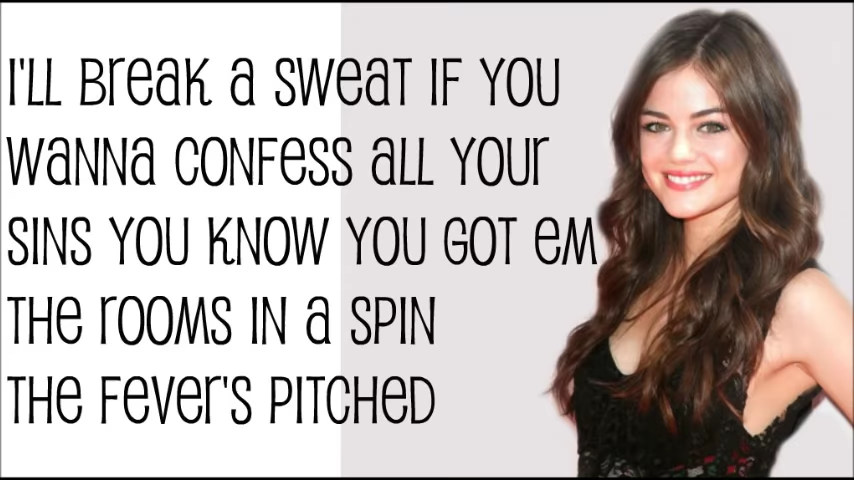 I'LL Break a SWEAT IF YOU
wanna CONFESS all YOUr
SINS YOU KNOW YOU GOT em
THe rOOMS IN a SPIN
THe Fever'S PITCHeD